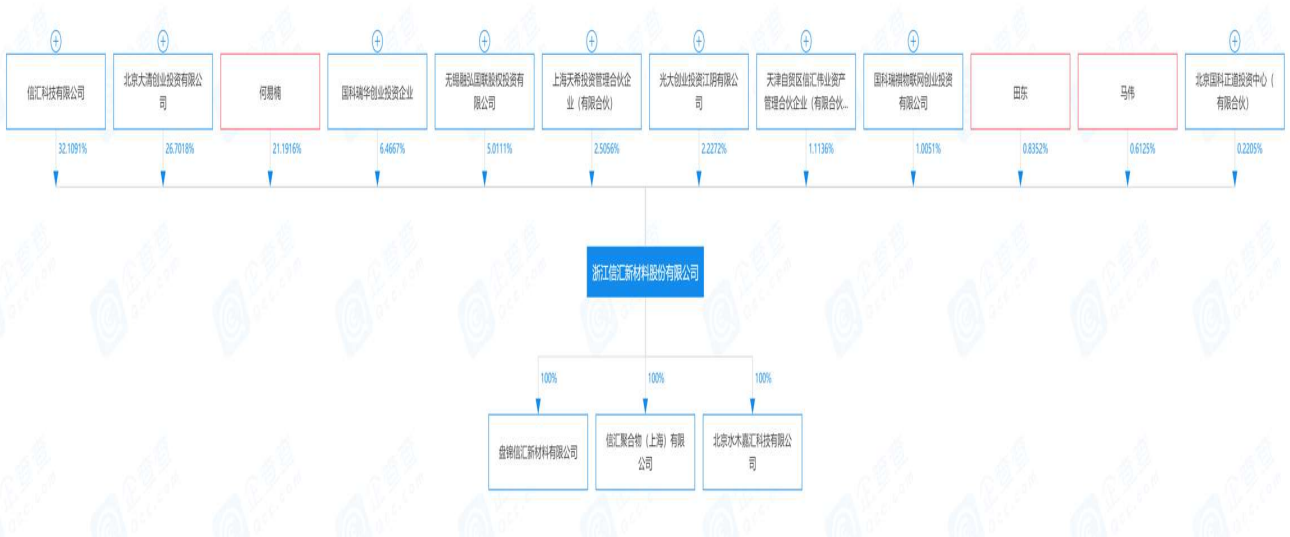 信汇科技有限公司
北京大清创业投资有限公
司
何易楠
国科瑞华创业投资企业
无锡融弘国联股权投资有
限公司
上海天希投资管理合伙企
业（有限合伙）
光大创业投资江阴有限公
司
天津自贸区信汇伟业资产
管理合伙企业（有限合伙...
国科瑞祺物联网创业投资
有限公司
田东
马伟
北京国科正道投资中心（
有限合伙）
32.1091%
26.7018%
21.1916%
6.4667%
5.0111%
2.5056%
2.2272%
1.1136%
1.0051%
0.8352%
0.6125%
0.2205%
浙江信汇新材料股份有限公司
100%
100%
100%
盘锦信汇新材料有限公司
信汇聚合物（上海）有限
公司
北京水木嘉汇科技有限公
司